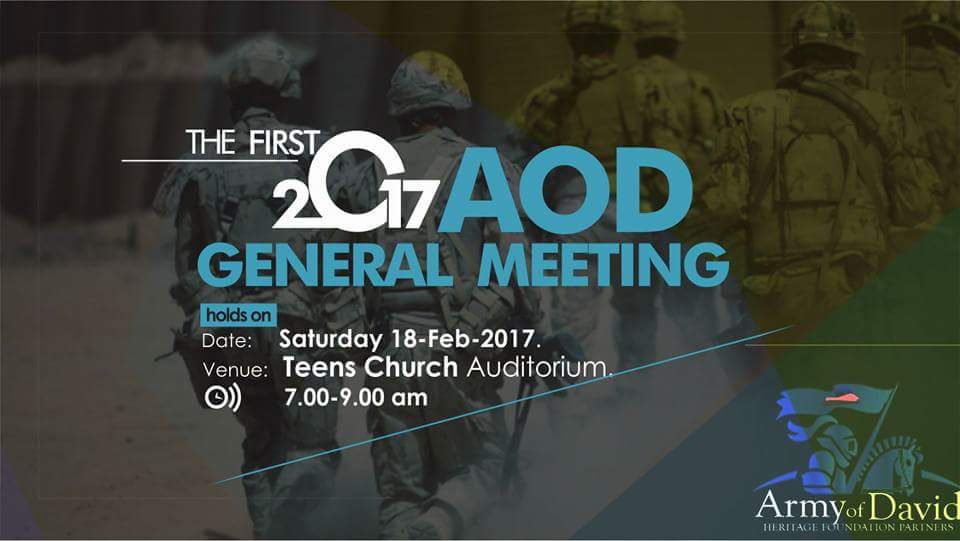 THE FIRST
2017 AOD
GENERAL MEETING
holds on
Date: Saturday 18-Feb-2017.
Venue: Teens Church Auditorium.
7.00-9.00 am
Army of David
HERITAGE FOUNDATION PARTNERS